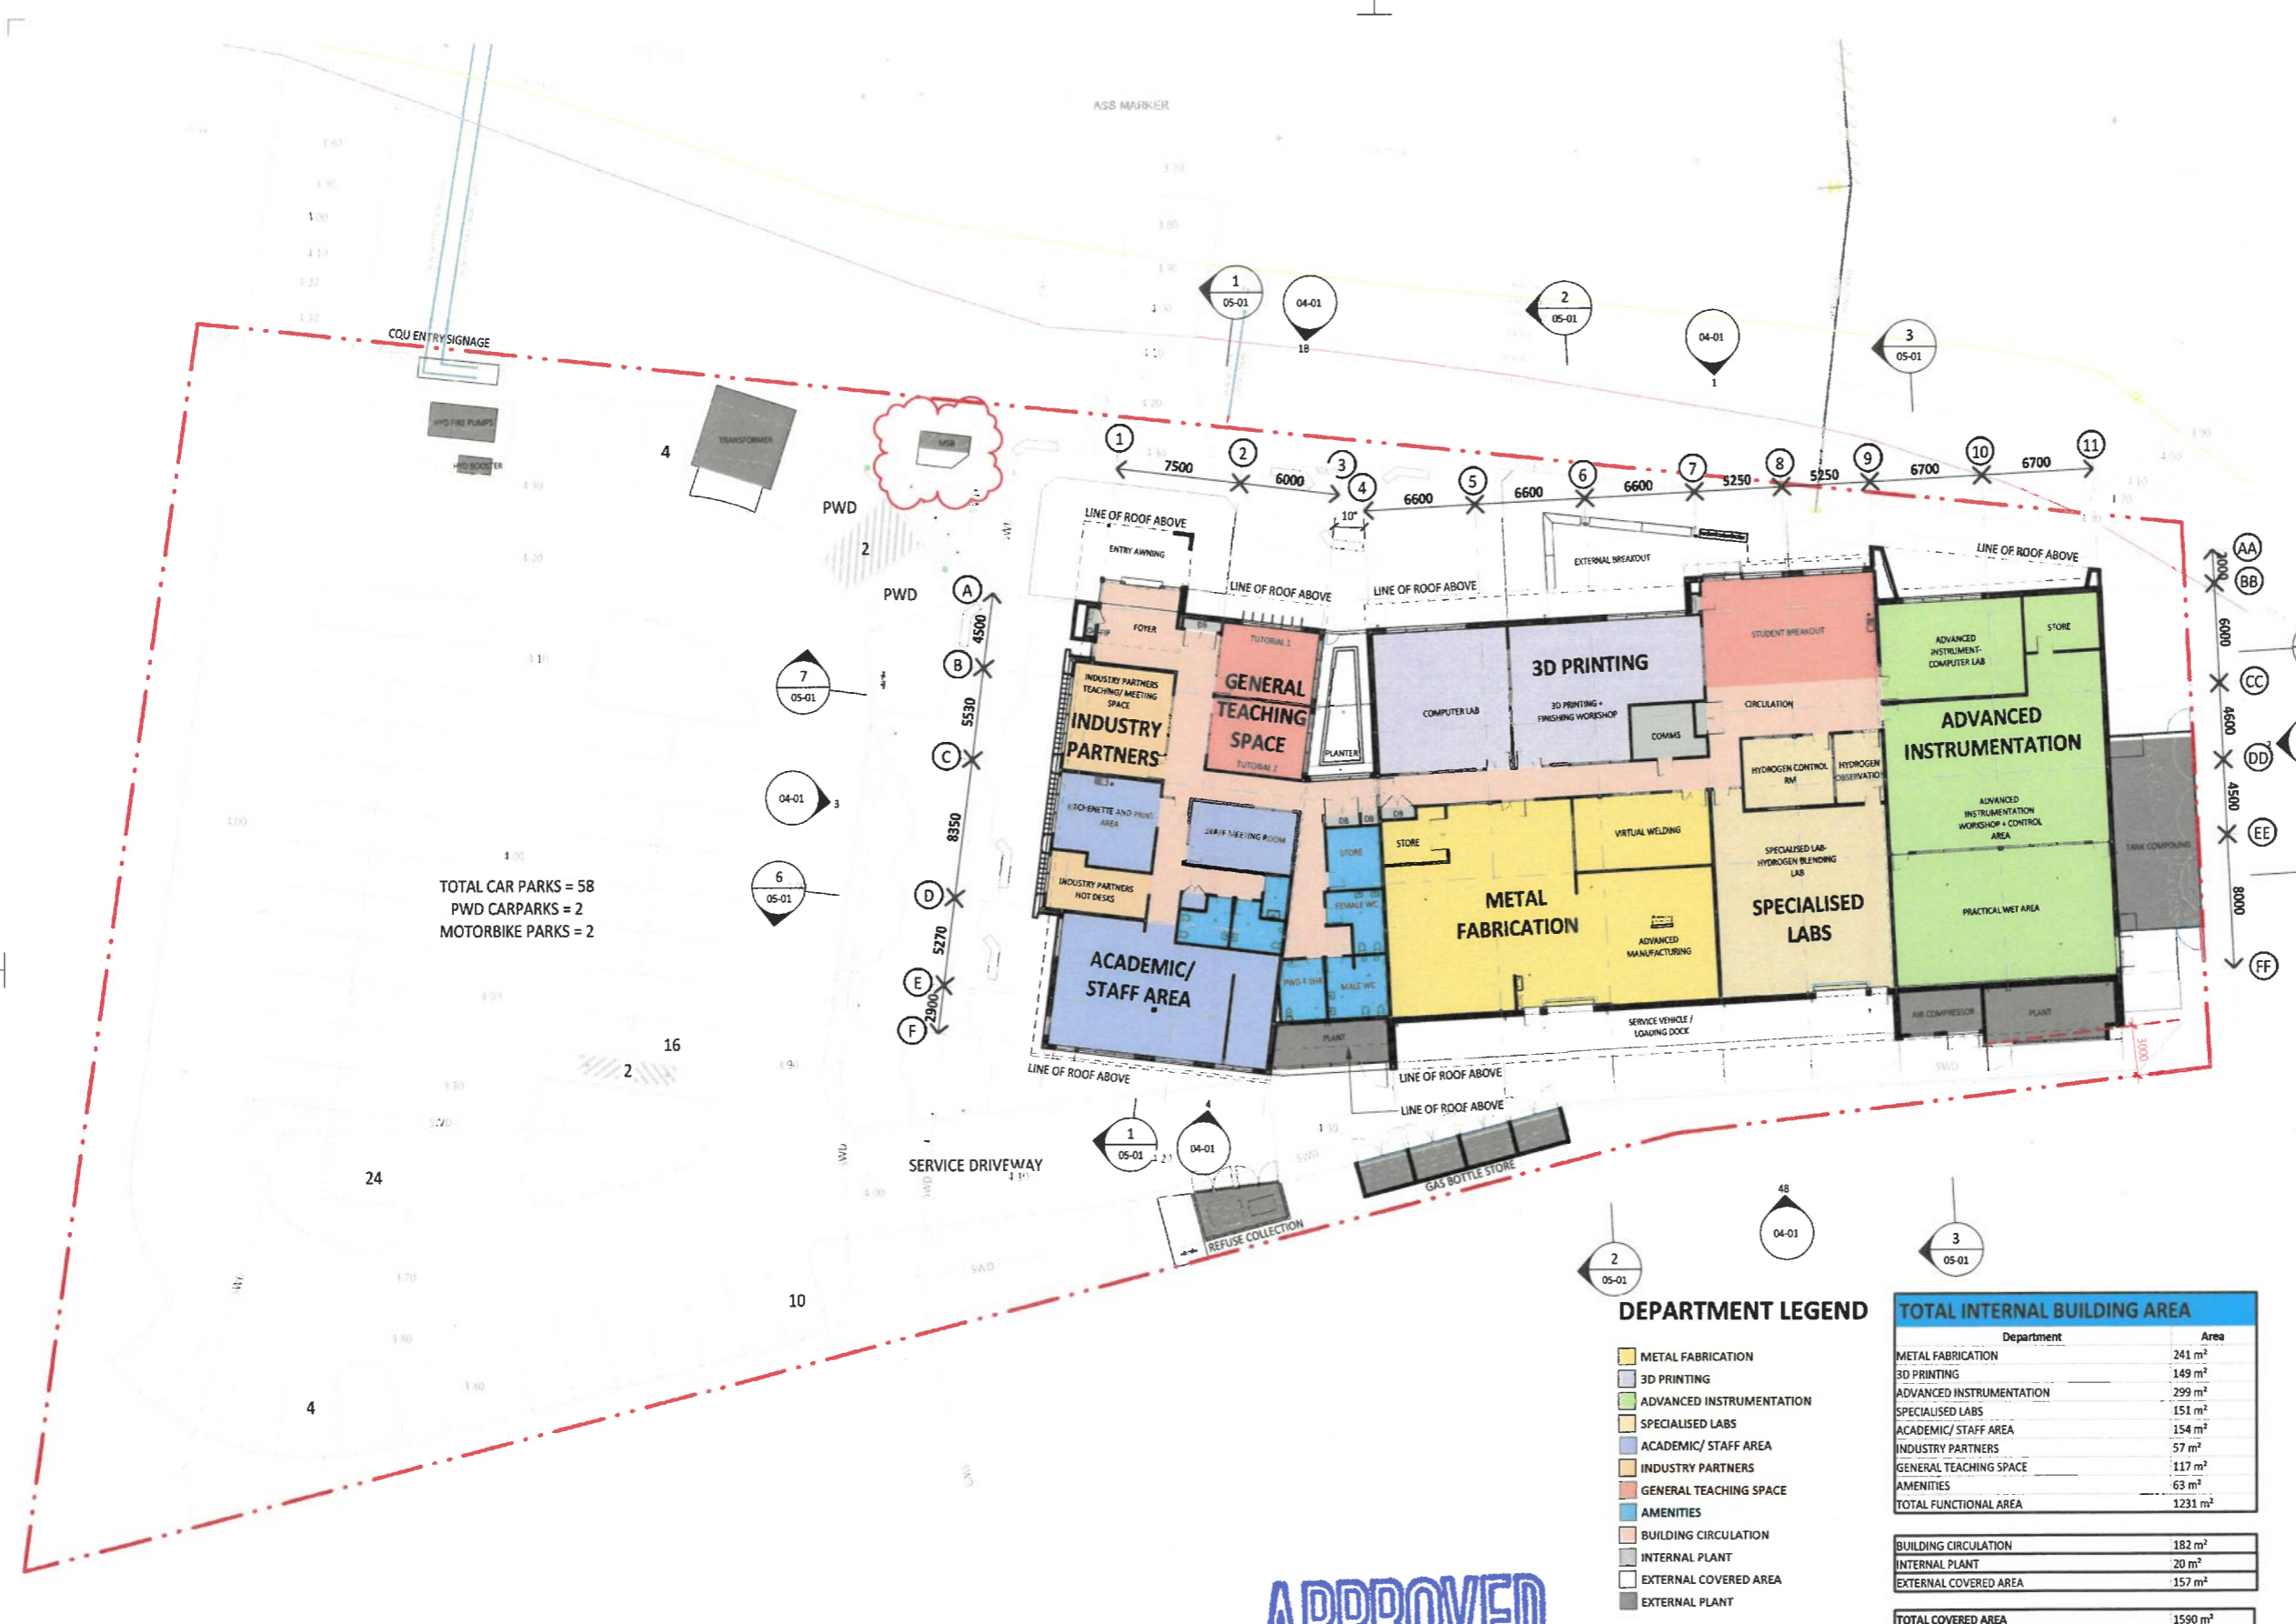 ASS MARKER
CQU ENTRY SIGNAGE
HYD FIRE PUMPS
HYD BOOSTER
TRANSFORMER
MSB
4
PWD
2
PWD
1
05-01
04-01
18
2
05-01
04-01
1
3
05-01
1
2
3
4
5
6
7
8
9
10
11
7500
6000
10°
6600
6600
6600
5250
5250
6700
6700
LINE OF ROOF ABOVE
ENTRY AWNING
LINE OF ROOF ABOVE
LINE OF ROOF ABOVE
EXTERNAL BREAKOUT
LINE OF ROOF ABOVE
A
4500
B
5530
C
8350
D
5270
E
2900
F
AA
BB
6000
CC
4600
DD
4500
EE
8000
FF
7
05-01
04-01
3
6
05-01
FOYER
DB
TUTORIAL 1
GENERAL
TEACHING
SPACE
TUTORIAL 2
INDUSTRY PARTNERS
TEACHING/ MEETING
SPACE
INDUSTRY
PARTNERS
PLANTER
COMPUTER LAB
3D PRINTING
3D PRINTING +
FINISHING WORKSHOP
COMMS
STUDENT BREAKOUT
CIRCULATION
ADVANCED
INSTRUMENT-
COMPUTER LAB
STORE
ADVANCED
INSTRUMENTATION
HYDROGEN CONTROL
RM
HYDROGEN
OBSERVATIO
KITCHENETTE AND PRINT
AREA
STAFF MEETING ROOM
DB
DB
DB
STORE
STORE
VIRTUAL WELDING
SPECIALISED LAB-
HYDROGEN BLENDING
LAB
ADVANCED
INSTRUMENTATION
WORKSHOP + CONTROL
AREA
TANK COMPOUND
INDUSTRY PARTNERS
HOT DESKS
FEMALE WC
METAL
FABRICATION
ADVANCED
MANUFACTURING
SPECIALISED
LABS
PRACTICAL WET AREA
ACADEMIC/
STAFF AREA
MALE WC
PLANT
SERVICE VEHICLE /
LOADING DOCK
AIR COMPRESSOR
PLANT
3000
LINE OF ROOF ABOVE
LINE OF ROOF ABOVE
LINE OF ROOF ABOVE
TOTAL CAR PARKS = 58
PWD CARPARKS = 2
MOTORBIKE PARKS = 2
16
2
24
10
4
SERVICE DRIVEWAY
1
05-01
4
04-01
GAS BOTTLE STORE
REFUSE COLLECTION
SWD
SWD
SWD
SWD
2
05-01
48
04-01
3
05-01
DEPARTMENT LEGEND
METAL FABRICATION
3D PRINTING
ADVANCED INSTRUMENTATION
SPECIALISED LABS
ACADEMIC/ STAFF AREA
INDUSTRY PARTNERS
GENERAL TEACHING SPACE
AMENITIES
BUILDING CIRCULATION
INTERNAL PLANT
EXTERNAL COVERED AREA
EXTERNAL PLANT
TOTAL INTERNAL BUILDING AREA
Department Area
METAL FABRICATION 241 m²
3D PRINTING 149 m²
ADVANCED INSTRUMENTATION 299 m²
SPECIALISED LABS 151 m²
ACADEMIC/ STAFF AREA 154 m²
INDUSTRY PARTNERS 57 m²
GENERAL TEACHING SPACE 117 m²
AMENITIES 63 m²
TOTAL FUNCTIONAL AREA 1231 m²
BUILDING CIRCULATION 182 m²
INTERNAL PLANT 20 m²
EXTERNAL COVERED AREA 157 m²
TOTAL COVERED AREA 1590 m²
APPROVED